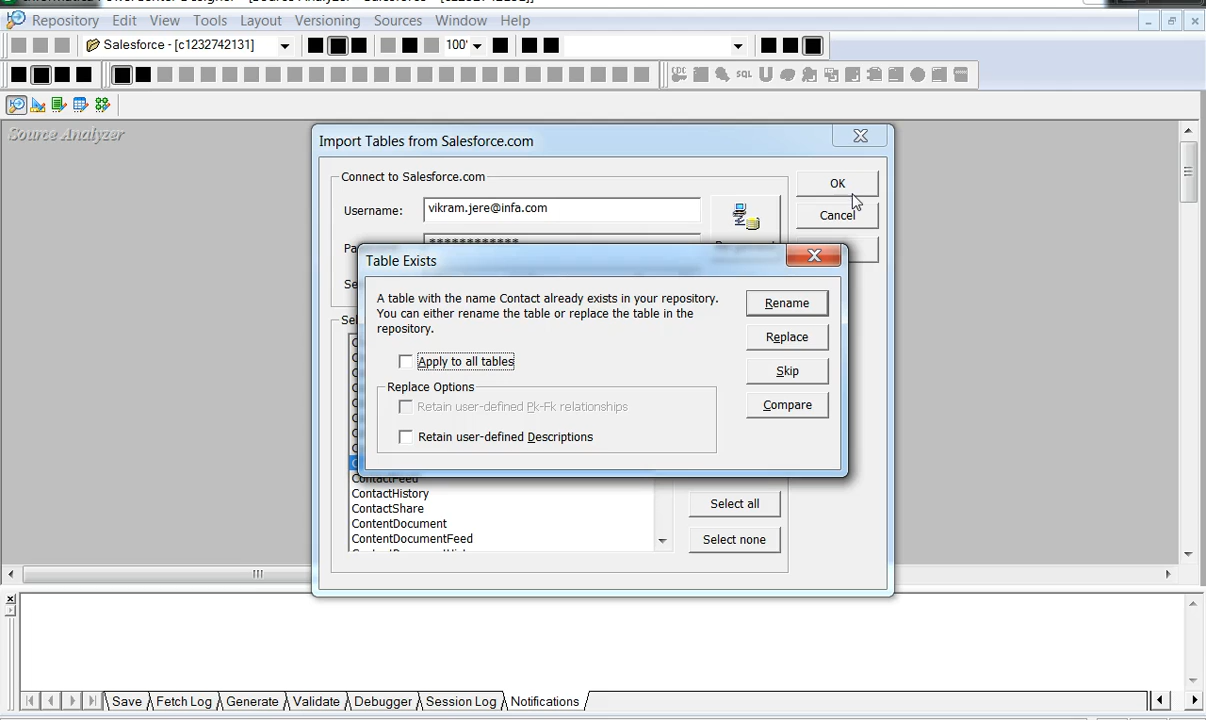 Repository Edit View Tools Layout Versioning Sources Window Help
Salesforce - [c1232742131] 100'
SQL
Source Analyzer
Import Tables from Salesforce.com
Connect to Salesforce.com
OK
Username: vikram.jere@infa.com
Cancel
************
Table Exists
A table with the name Contact already exists in your repository.
You can either rename the table or replace the table in the
repository.
Rename
Replace
Apply to all tables
Skip
Replace Options
Retain user-defined Pk-Fk relationships
Compare
Retain user-defined Descriptions
ContactFeed
ContactHistory
ContactShare
ContentDocument
ContentDocumentFeed
Select all
Select none
Save Fetch Log Generate Validate Debugger Session Log Notifications